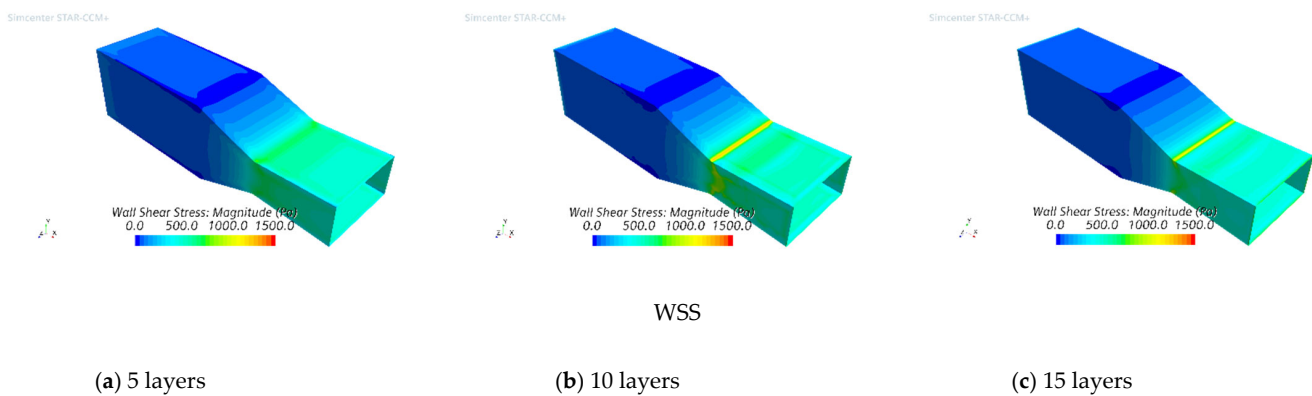 Simcenter STAR-CCM+
Wall Shear Stress: Magnitude (Pa)
0.0 500.0 1000.0 1500.0
Y
Z X
Simcenter STAR-CCM+
Wall Shear Stress: Magnitude (Pa)
0.0 500.0 1000.0 1500.0
Y
Z X
Simcenter STAR-CCM+
Wall Shear Stress: Magnitude (Pa)
0.0 500.0 1000.0 1500.0
Y
Z X
WSS
(a) 5 layers
(b) 10 layers
(c) 15 layers